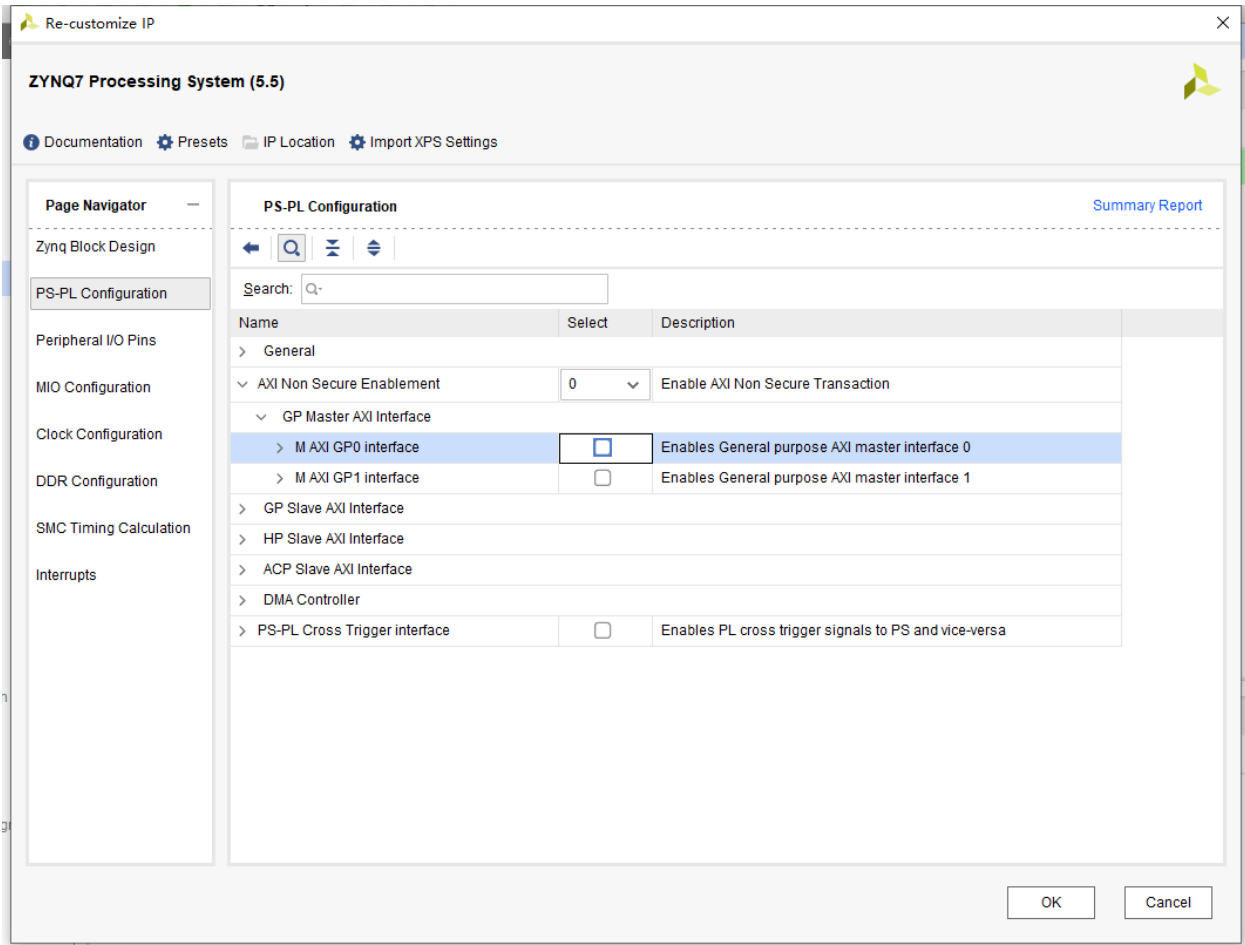 Re-customize IP
ZYNQ7 Processing System (5.5)
Documentation Presets IP Location Import XPS Settings
Page Navigator
Zynq Block Design
PS-PL Configuration
Peripheral I/O Pins
MIO Configuration
Clock Configuration
DDR Configuration
SMC Timing Calculation
Interrupts
PS-PL Configuration
Summary Report
Search:
Name Select Description
General
AXI Non Secure Enablement 0 Enable AXI Non Secure Transaction
GP Master AXI Interface
M AXI GP0 interface Enables General purpose AXI master interface 0
M AXI GP1 interface Enables General purpose AXI master interface 1
GP Slave AXI Interface
HP Slave AXI Interface
ACP Slave AXI Interface
DMA Controller
PS-PL Cross Trigger interface Enables PL cross trigger signals to PS and vice-versa
OK Cancel